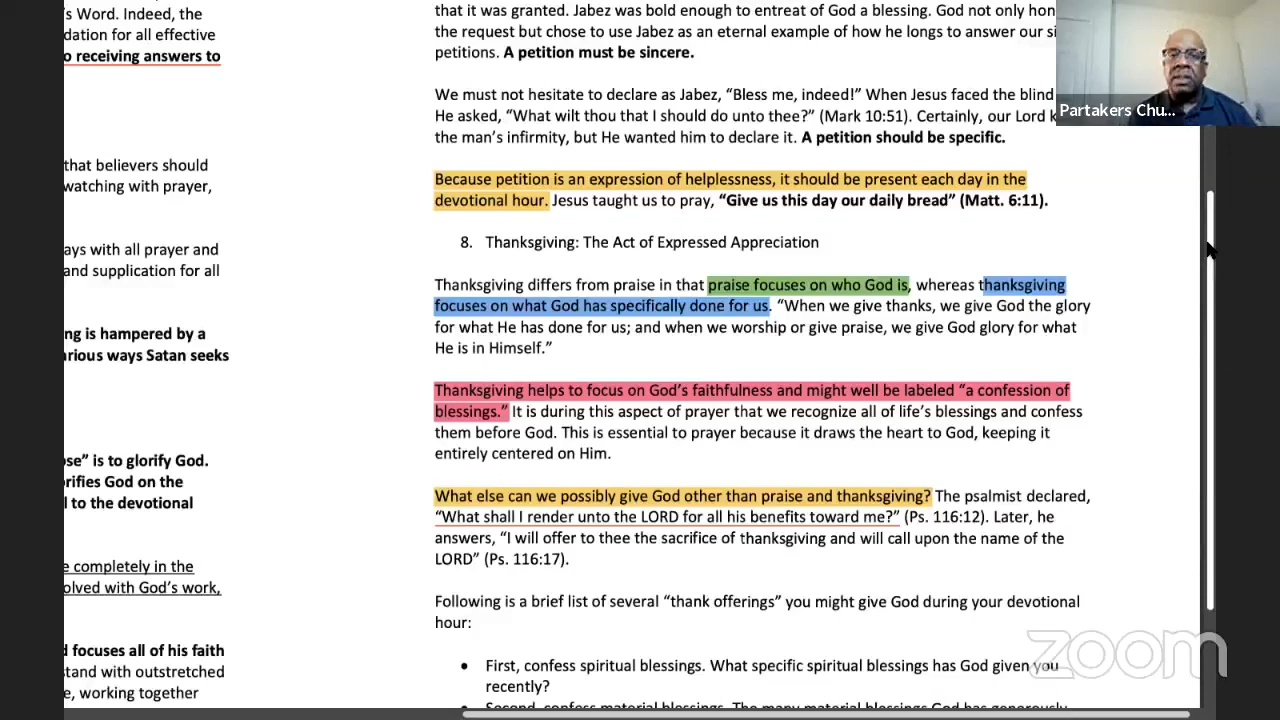 's Word. Indeed, the
dation for all effective
o receiving answers to
that believers should
watching with prayer,
ays with all prayer and
and supplication for all
ng is hampered by a
rious ways Satan seeks
ose" is to glorify God.
rifies God on the
l to the devotional
e completely in the
olved with God's work,
d focuses all of his faith
stand with outstretched
e, working together
that it was granted. Jabez was bold enough to entreat of God a blessing. God not only hon
the request but chose to use Jabez as an eternal example of how he longs to answer our si
petitions. A petition must be sincere.
We must not hesitate to declare as Jabez, “Bless me, indeed!” When Jesus faced the blind
He asked, “What wilt thou that I should do unto thee?” (Mark 10:51). Certainly, our Lord k
the man’s infirmity, but He wanted him to declare it. A petition should be specific.
Because petition is an expression of helplessness, it should be present each day in the
devotional hour. Jesus taught us to pray, “Give us this day our daily bread” (Matt. 6:11).
8. Thanksgiving: The Act of Expressed Appreciation
Thanksgiving differs from praise in that praise focuses on who God is, whereas thanksgiving
focuses on what God has specifically done for us. “When we give thanks, we give God the glory
for what He has done for us; and when we worship or give praise, we give God glory for what
He is in Himself.”
Thanksgiving helps to focus on God’s faithfulness and might well be labeled “a confession of
blessings.” It is during this aspect of prayer that we recognize all of life’s blessings and confess
them before God. This is essential to prayer because it draws the heart to God, keeping it
entirely centered on Him.
What else can we possibly give God other than praise and thanksgiving? The psalmist declared,
“What shall I render unto the LORD for all his benefits toward me?” (Ps. 116:12). Later, he
answers, “I will offer to thee the sacrifice of thanksgiving and will call upon the name of the
LORD” (Ps. 116:17).
Following is a brief list of several “thank offerings” you might give God during your devotional
hour:
• First, confess spiritual blessings. What specific spiritual blessings has God given you
recently?
• Second, confess material blessings. The many material blessings God has generously
Partakers Chu...
zoom